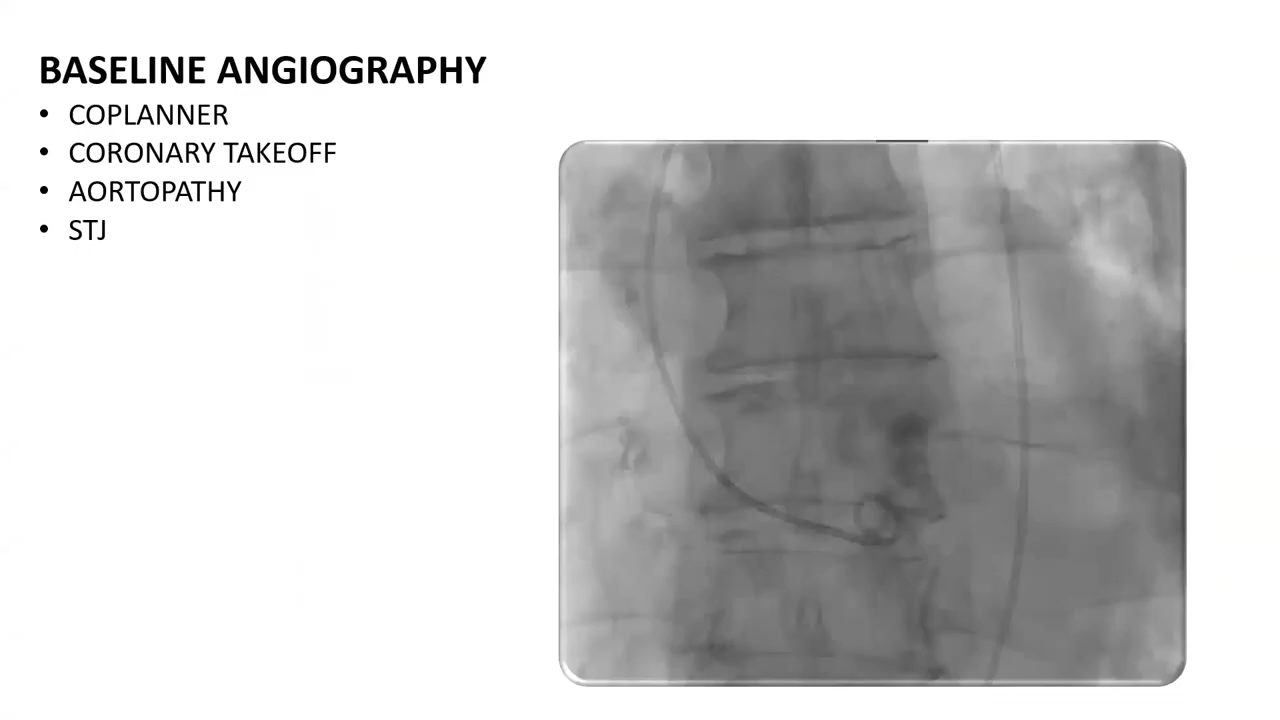 BASELINE ANGIOGRAPHY
• COPLANNER
• CORONARY TAKEOFF
• AORTOPATHY
• STJ